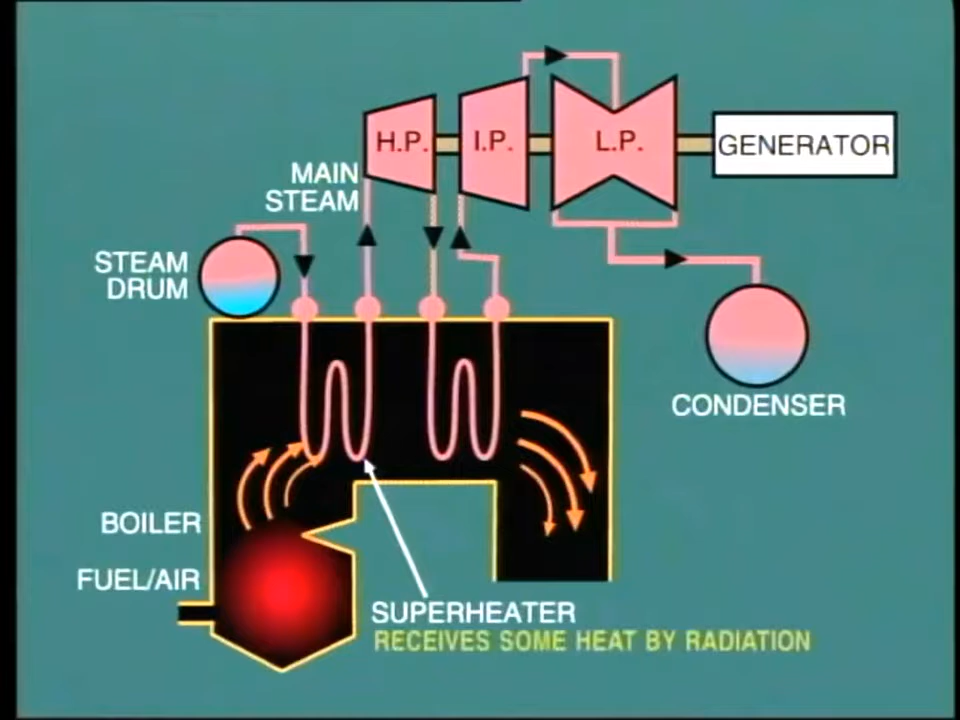 H.P.
I.P.
L.P.
GENERATOR
MAIN
STEAM
STEAM
DRUM
CONDENSER
BOILER
FUEL/AIR
SUPERHEATER
RECEIVES SOME HEAT BY RADIATION